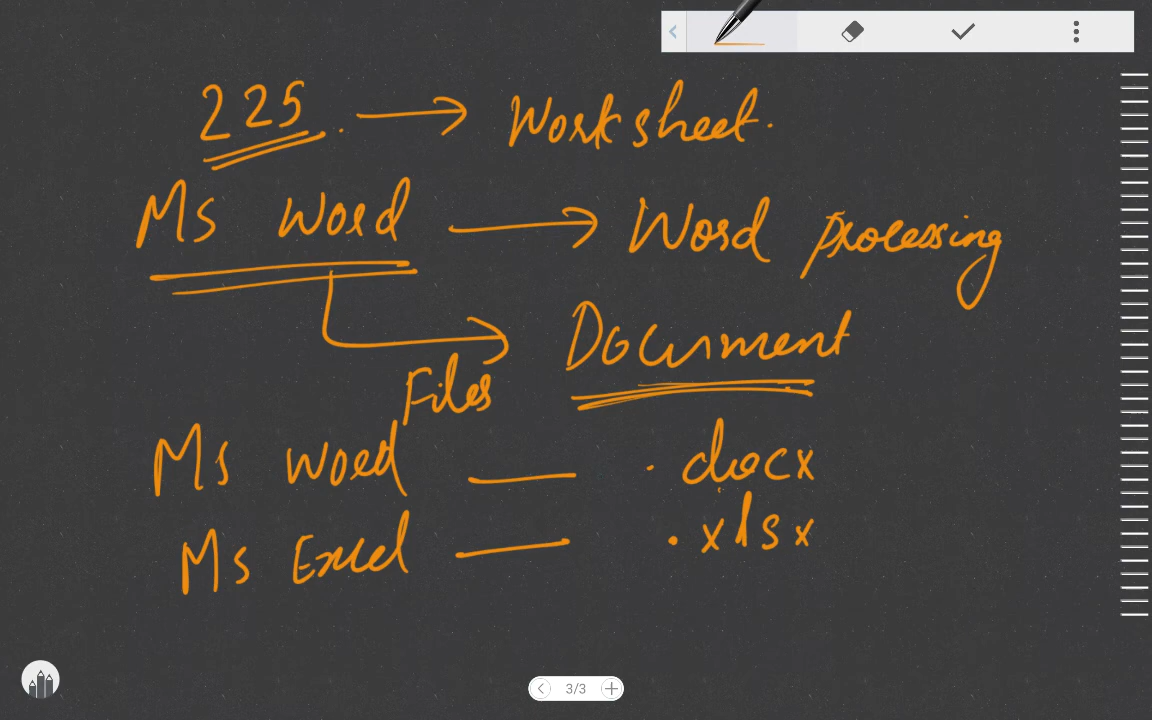 225. → Worksheet.
Ms Word → Word processing
Files → Document
Ms Word — .docx
Ms Excel — .xlsx
3/3